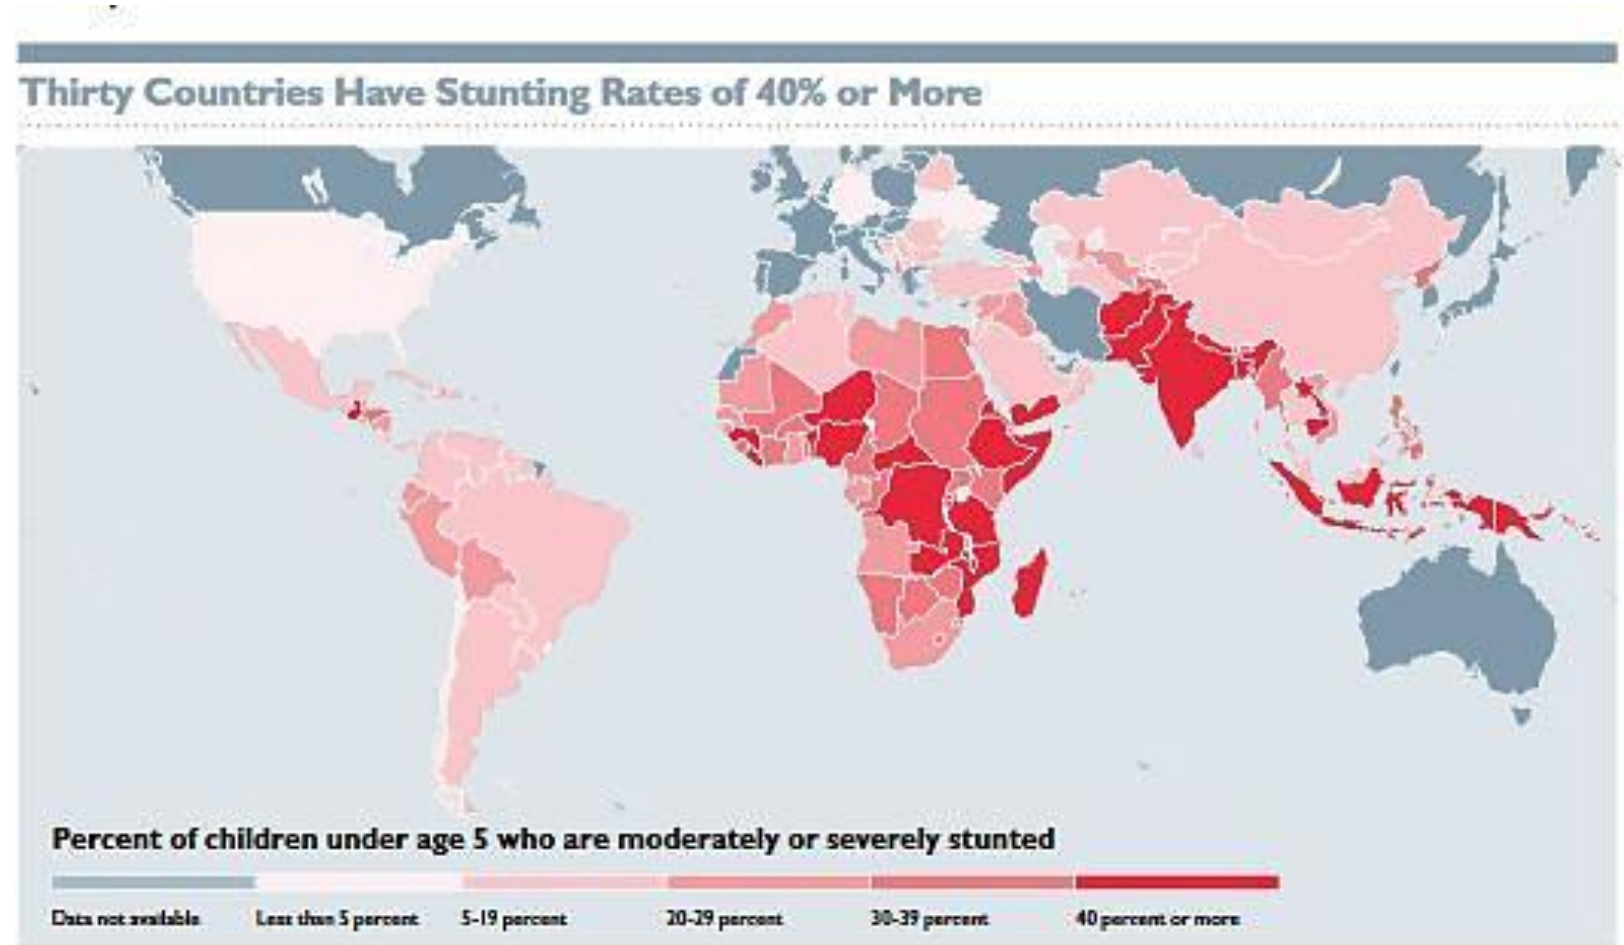 Thirty Countries Have Stunting Rates of 40% or More
Percent of children under age 5 who are moderately or severely stunted
Data not available
Less than 5 percent
5-19 percent
20-29 percent
30-39 percent
40 percent or more